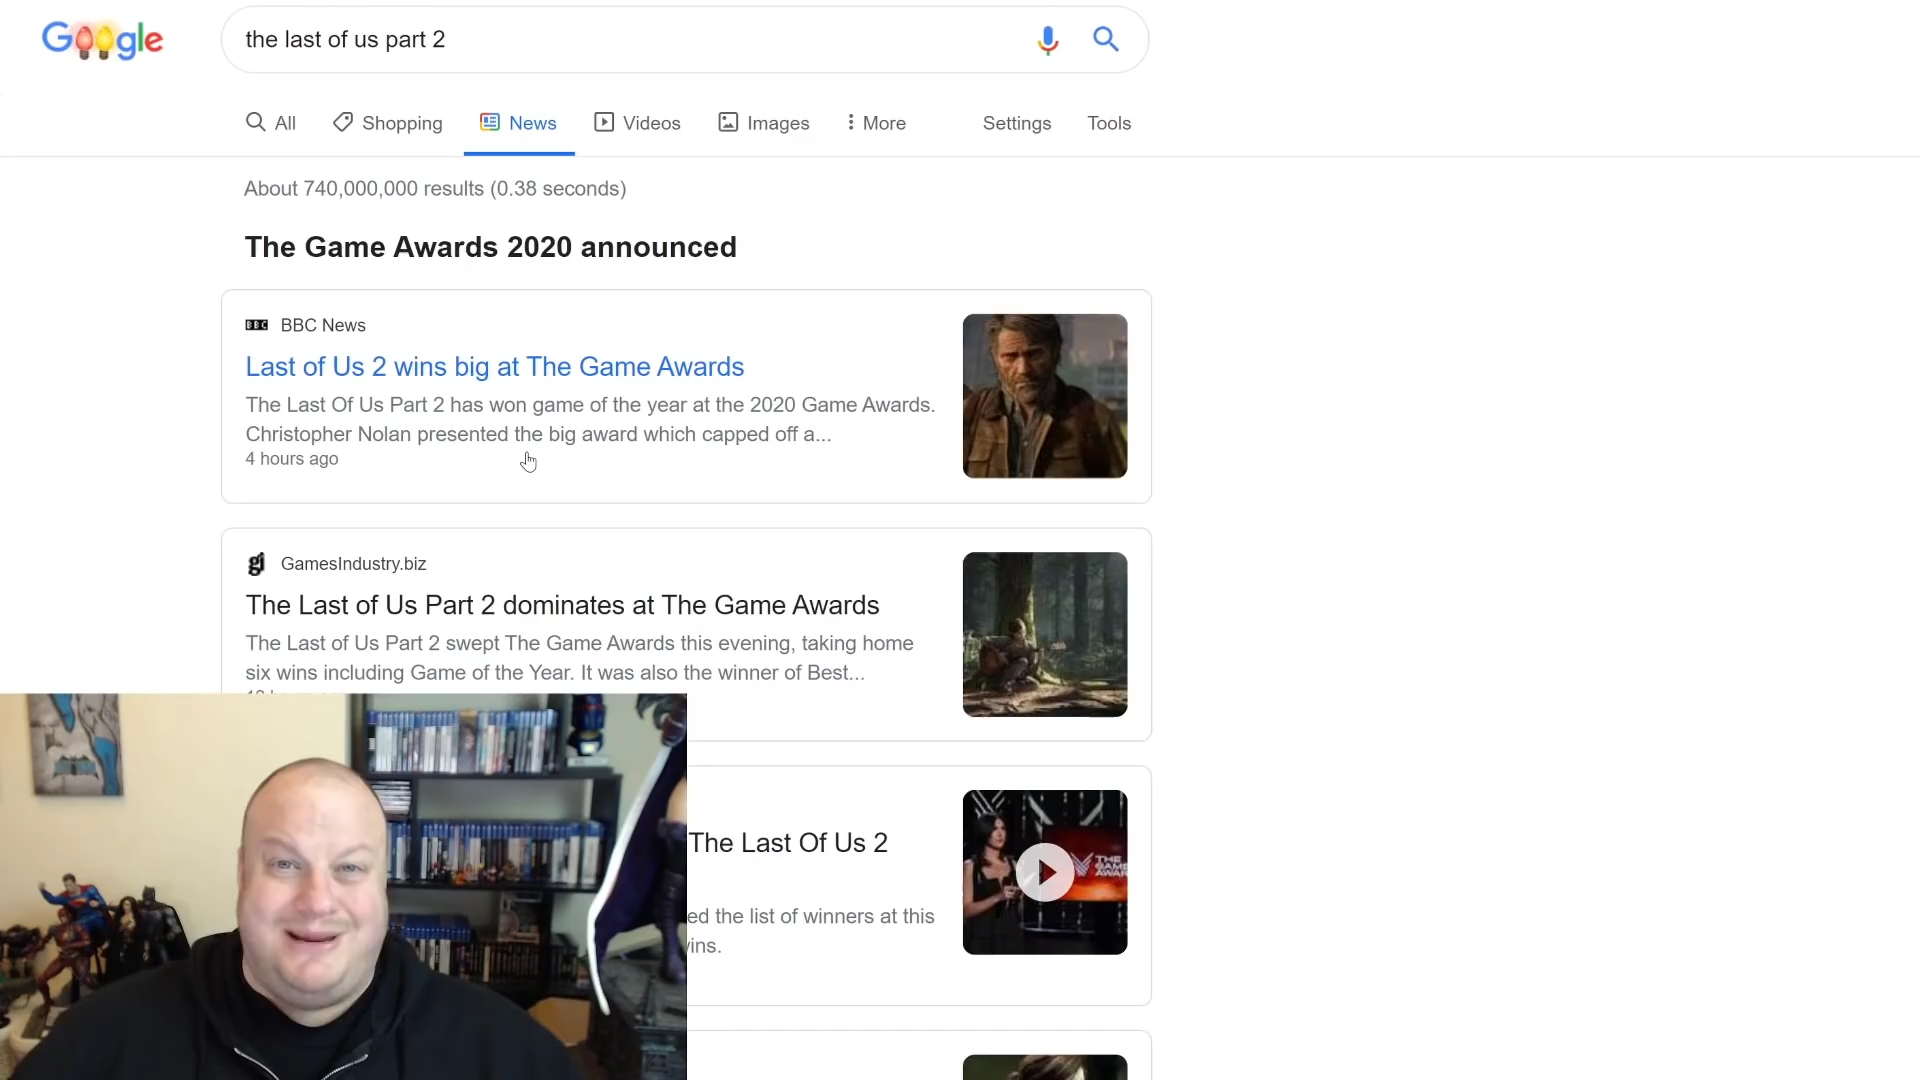 Google
the last of us part 2
All
Shopping
News
Videos
Images
More
Settings
Tools
About 740,000,000 results (0.38 seconds)
The Game Awards 2020 announced
BBC
BBC News
Last of Us 2 wins big at The Game Awards
The Last Of Us Part 2 has won game of the year at the 2020 Game Awards.
Christopher Nolan presented the big award which capped off a...
4 hours ago
gi
GamesIndustry.biz
The Last of Us Part 2 dominates at The Game Awards
The Last of Us Part 2 swept The Game Awards this evening, taking home
six wins including Game of the Year. It was also the winner of Best...
The Last Of Us 2
ed the list of winners at this
ins.
THE
GAME
AWAR